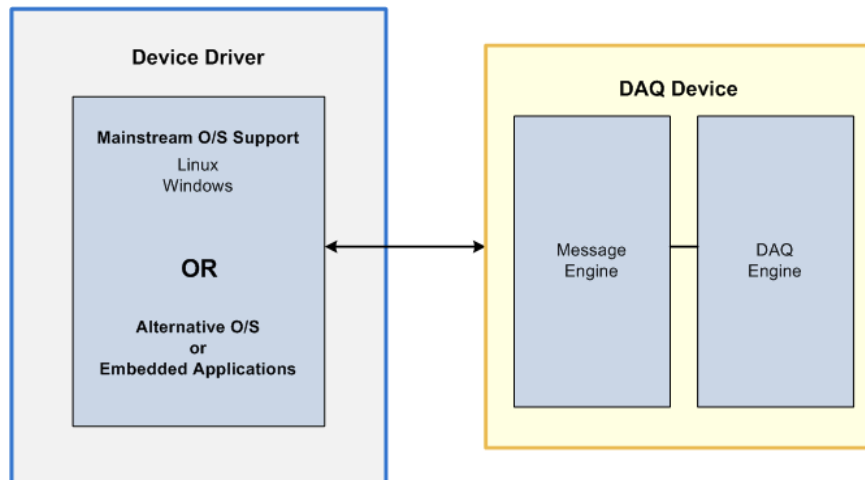 Device Driver
Mainstream O/S Support
Linux
Windows
OR
Alternative O/S
or
Embedded Applications
DAQ Device
Message
Engine
DAQ
Engine